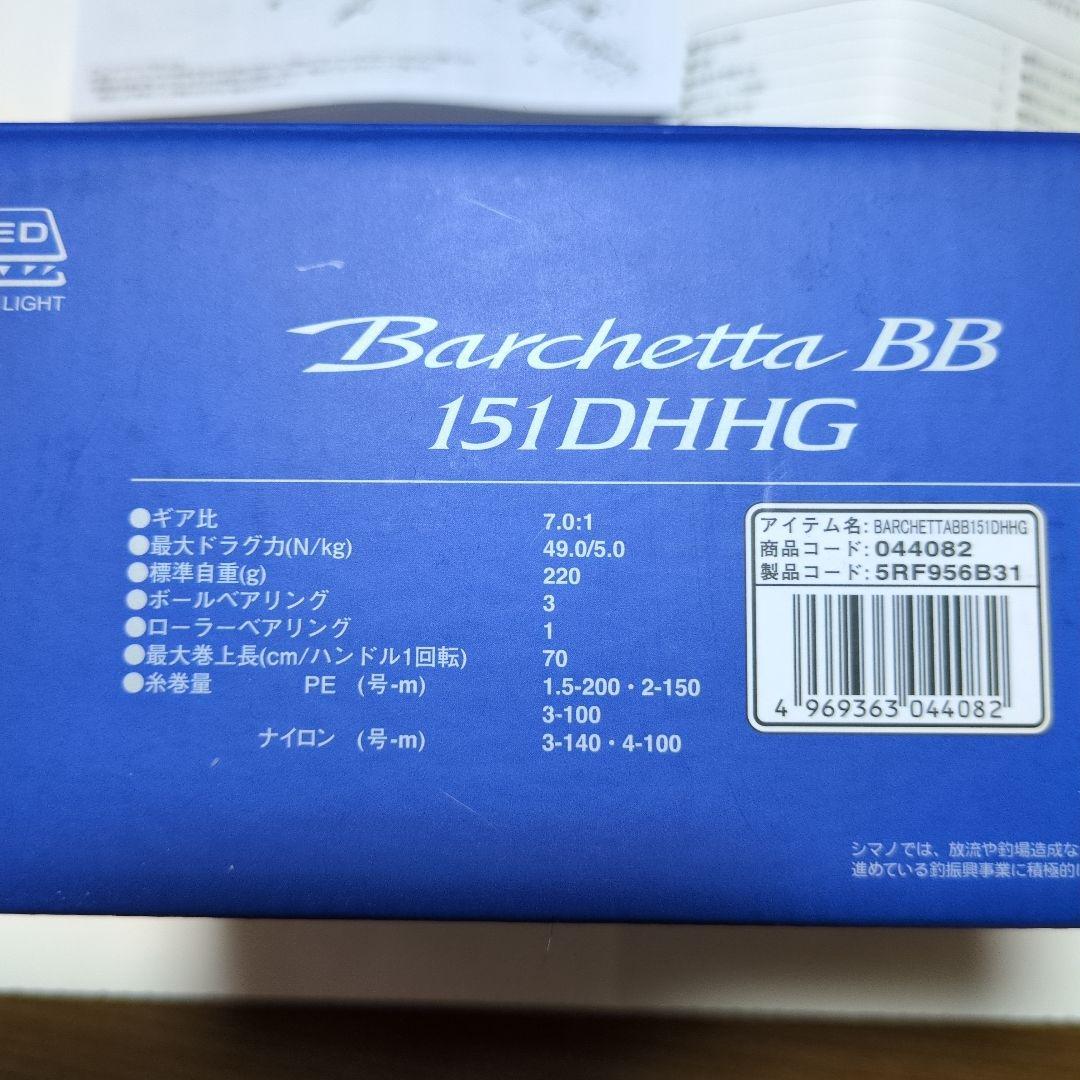 ED
LIGHT
Barchetta BB
151DHHG
●ギア比 7.0:1
●最大ドラグ力(N/kg) 49.0/5.0
●標準自重(g) 220
●ボールベアリング 3
●ローラーベアリング 1
●最大巻上長(cm/ハンドル1回転) 70
●糸巻量 PE (号-m) 1.5-200・2-150
3-100
ナイロン (号-m) 3-140・4-100
アイテム名: BARCHETTABB151DHHG
商品コード: 044082
製品コード: 5RF956B31
4 969363 044082
シマノでは、放流や釣場造成な
進めている釣振興事業に積極的に